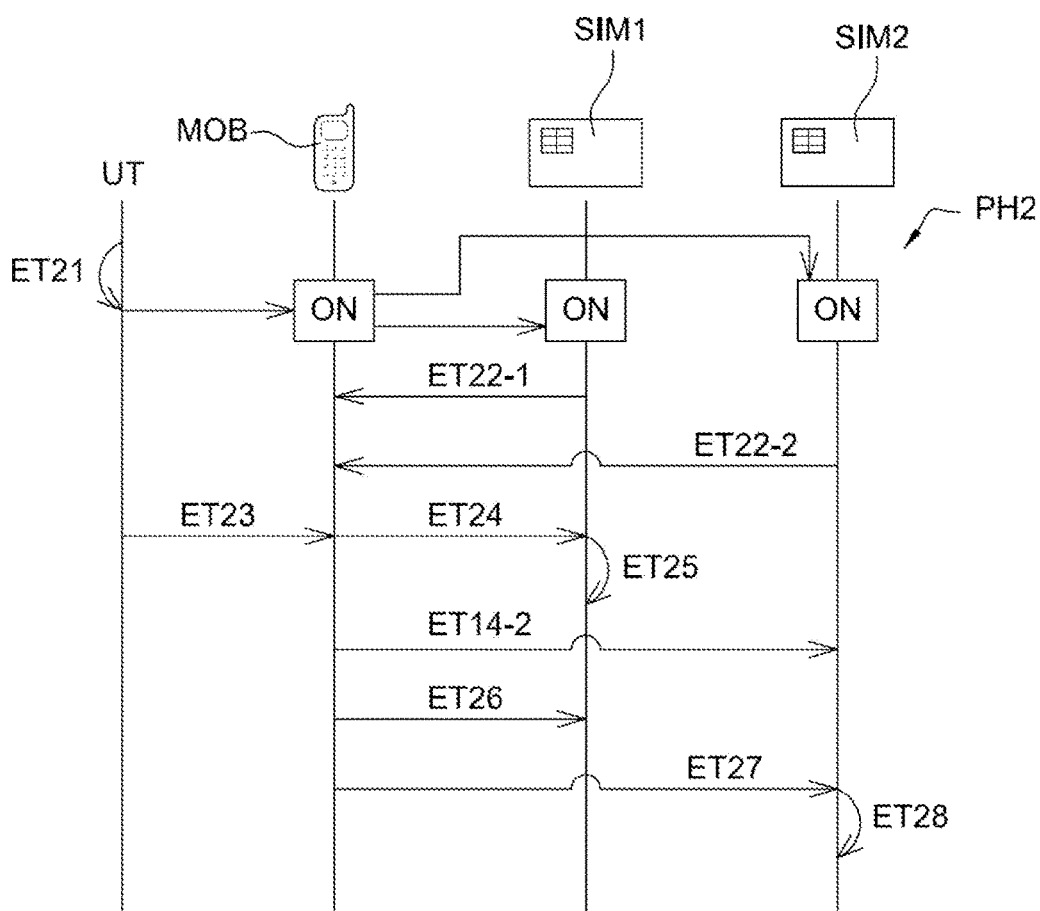 SIM1
SIM2
MOB
UT
PH2
ET21
ON
ON
ON
ET22-1
ET22-2
ET23
ET24
ET25
ET14-2
ET26
ET27
ET28